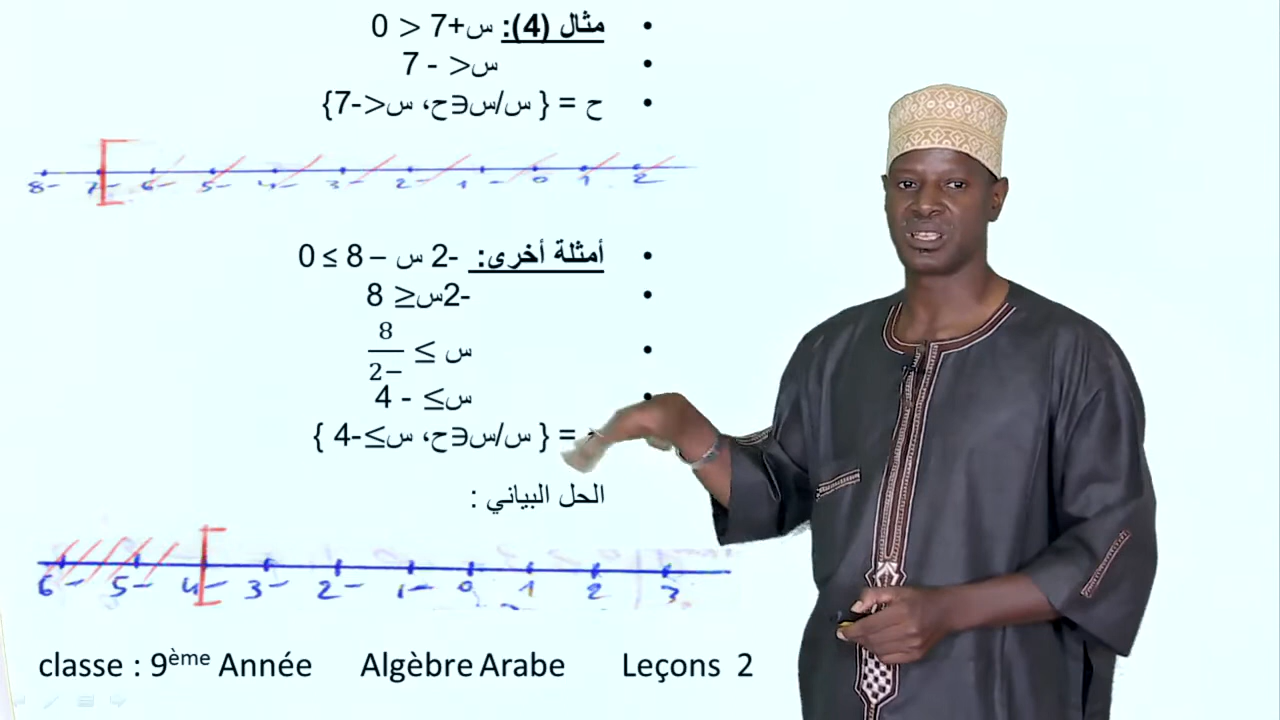 مثال (4): س+7 < 0
س< - 7
ح = { س/س∈ح، س<-7}
8- 7- 6- 5- 4- 3- 2- 1- 0 1 2
أمثلة أخرى: -2 س – 8 ≥ 0
-2س≤ 8
س ≥ 8/−2
س≥ - 4
= { س/س∈ح، س≥-4 }
الحل البياني :
6- 5- 4- 3- 2- 1- 0 1 2 3
classe : 9ème Année Algèbre Arabe Leçons 2